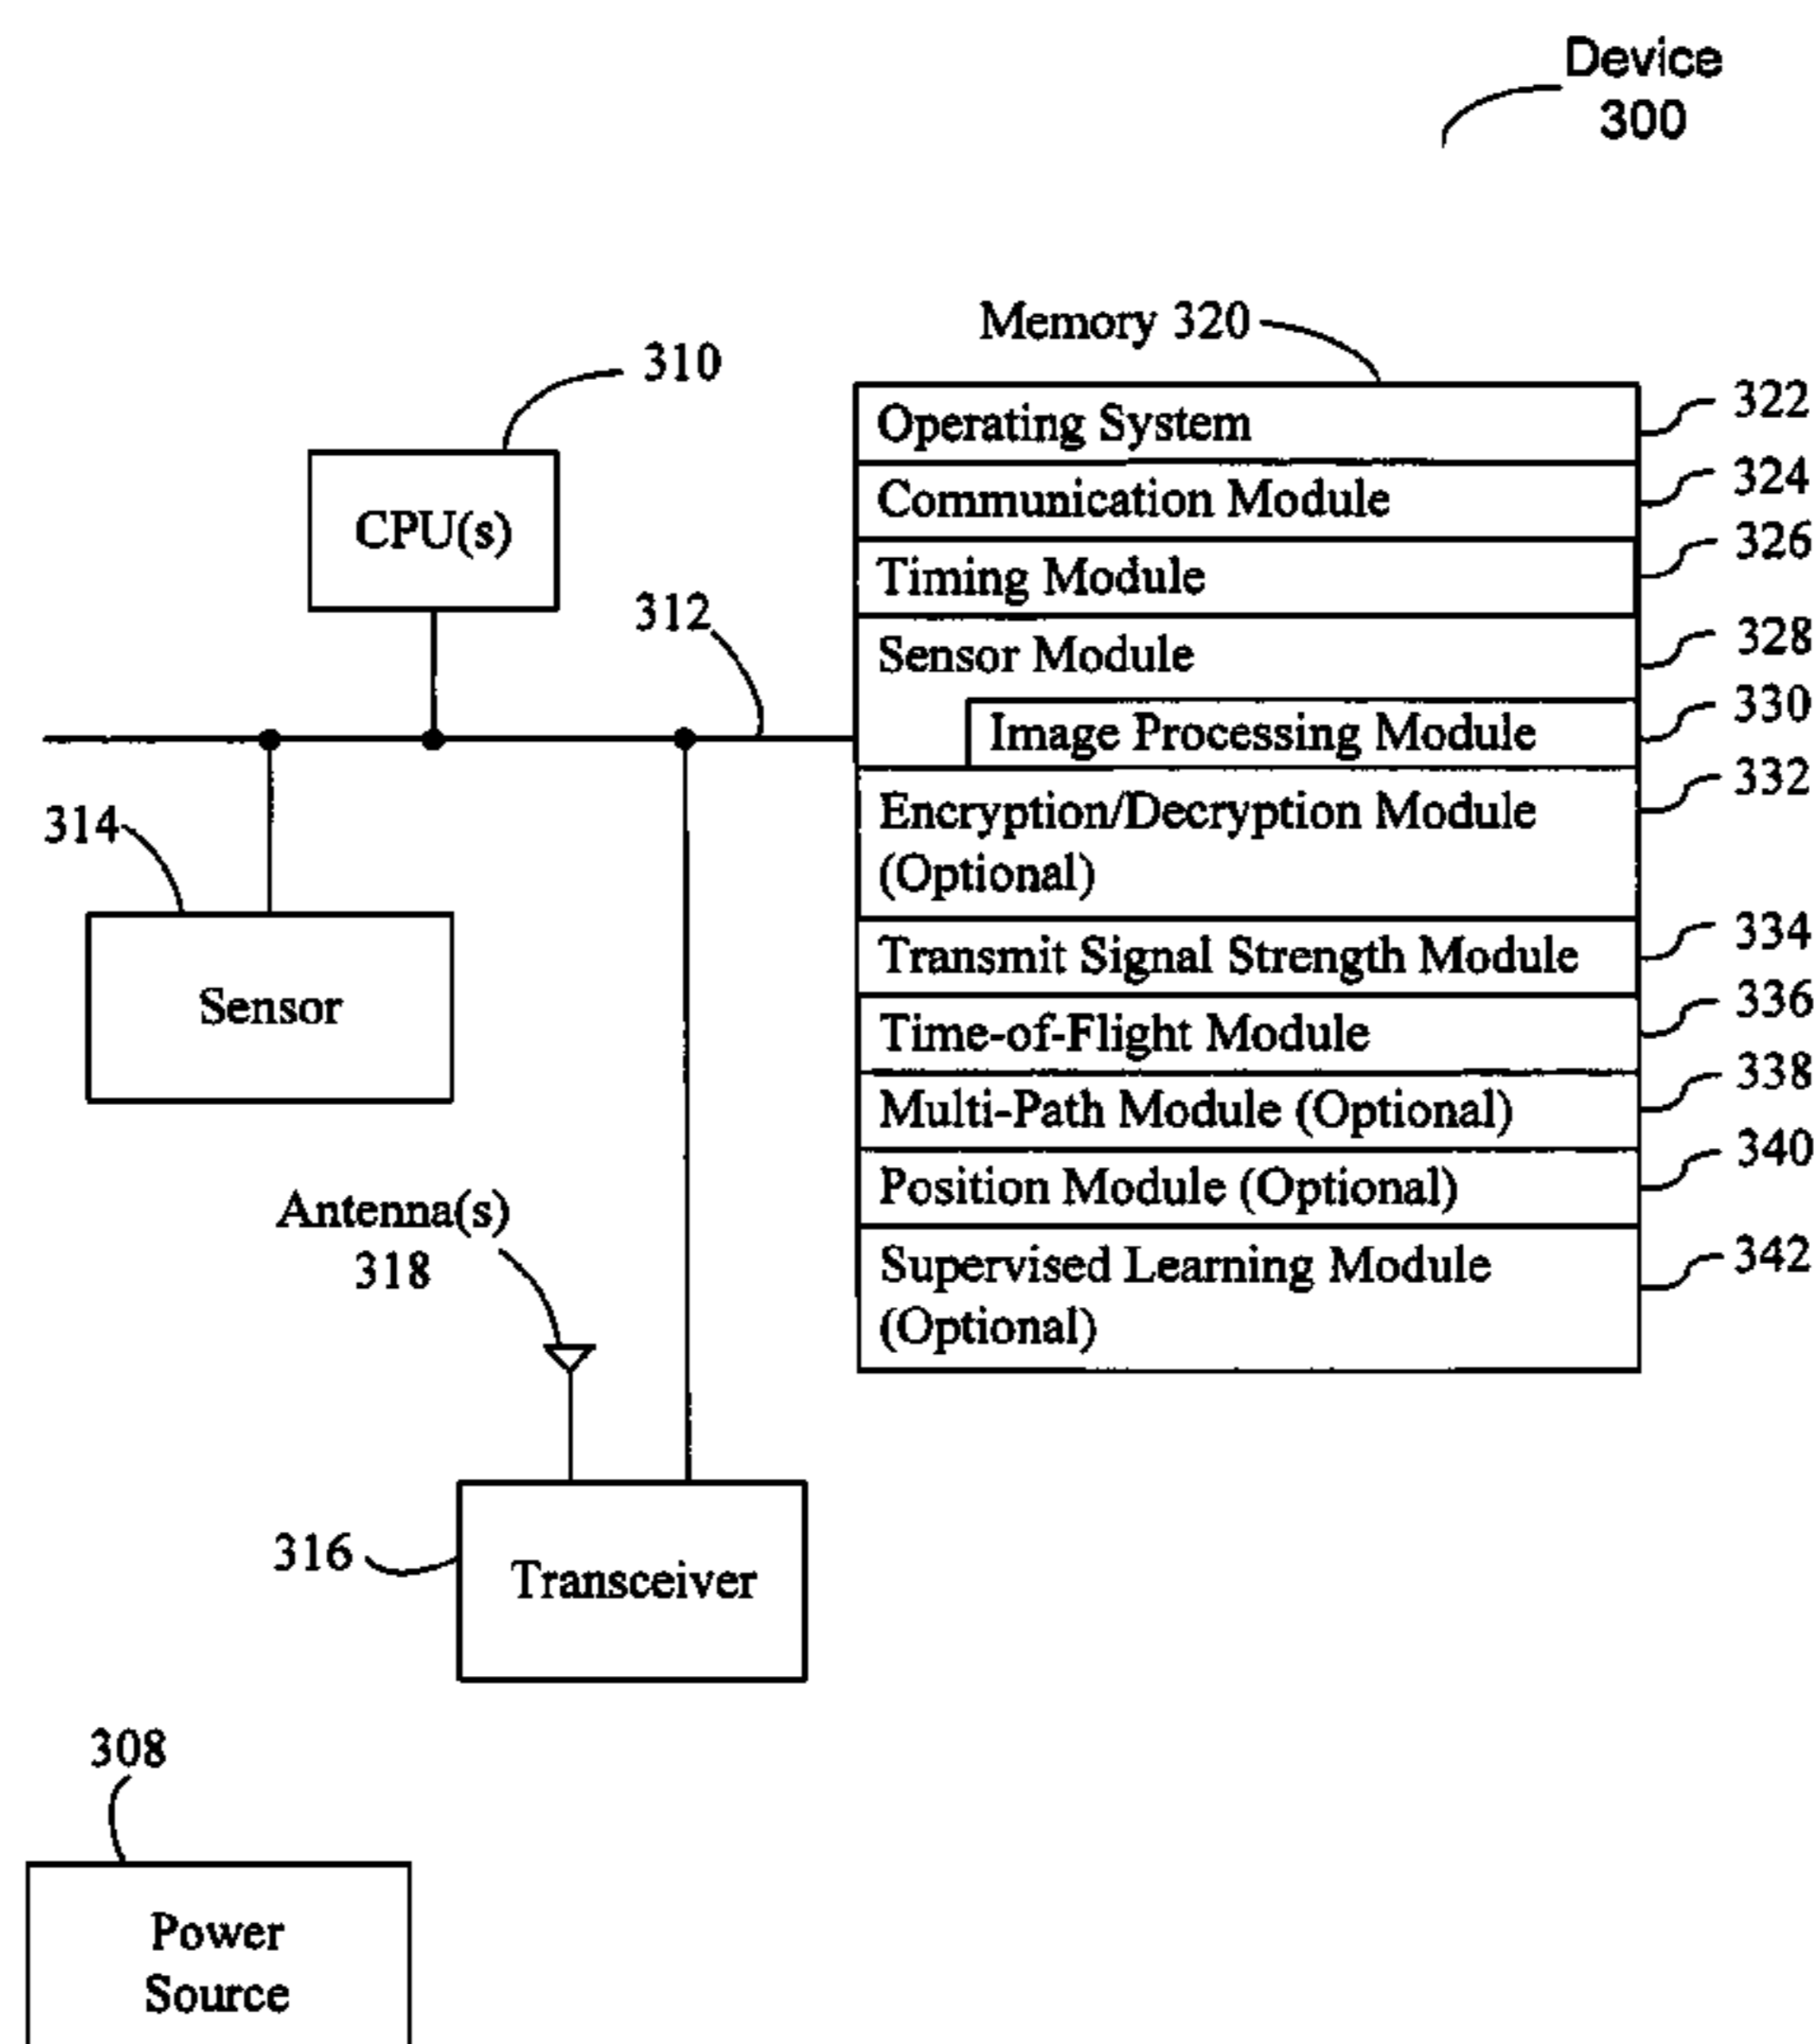 Device
300
Memory 320
310
Operating System
322
Communication Module
324
CPU(s)
Timing Module
326
312
Sensor Module
328
Image Processing Module
330
314
Encryption/Decryption Module
(Optional)
332
Sensor
Transmit Signal Strength Module
334
Time-of-Flight Module
336
Multi-Path Module (Optional)
338
Position Module (Optional)
340
Antenna(s)
318
Supervised Learning Module
(Optional)
342
316
Transceiver
308
Power
Source